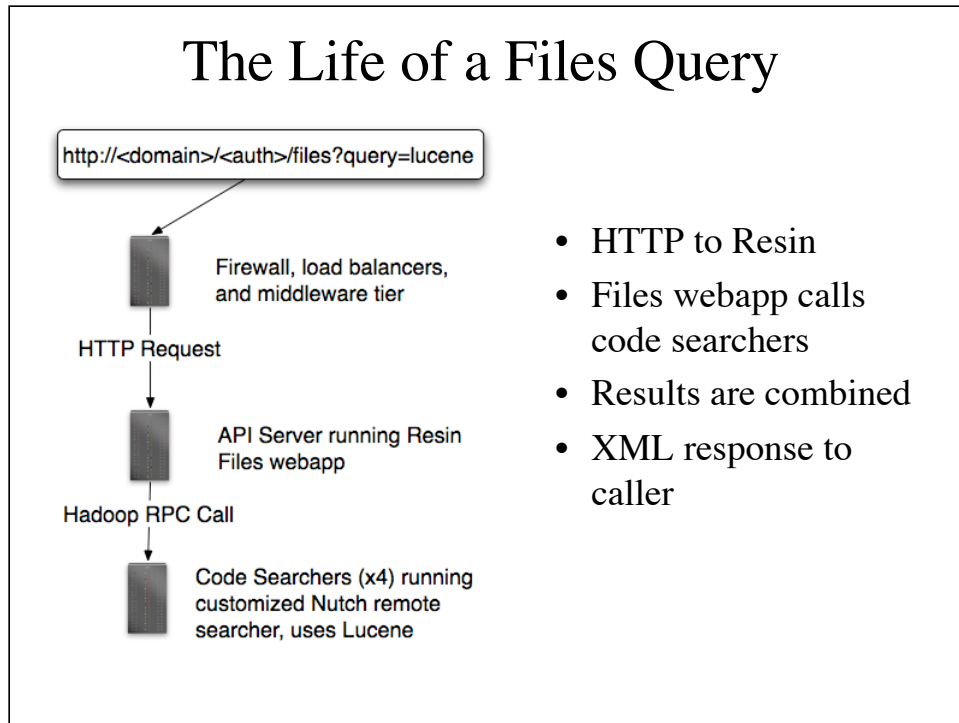 The Life of a Files Query
http://<domain>/<auth>/files?query=lucene
Firewall, load balancers,
and middleware tier
HTTP Request
API Server running Resin
Files webapp
Hadoop RPC Call
Code Searchers (x4) running
customized Nutch remote
searcher, uses Lucene
• HTTP to Resin
• Files webapp calls
code searchers
• Results are combined
• XML response to
caller